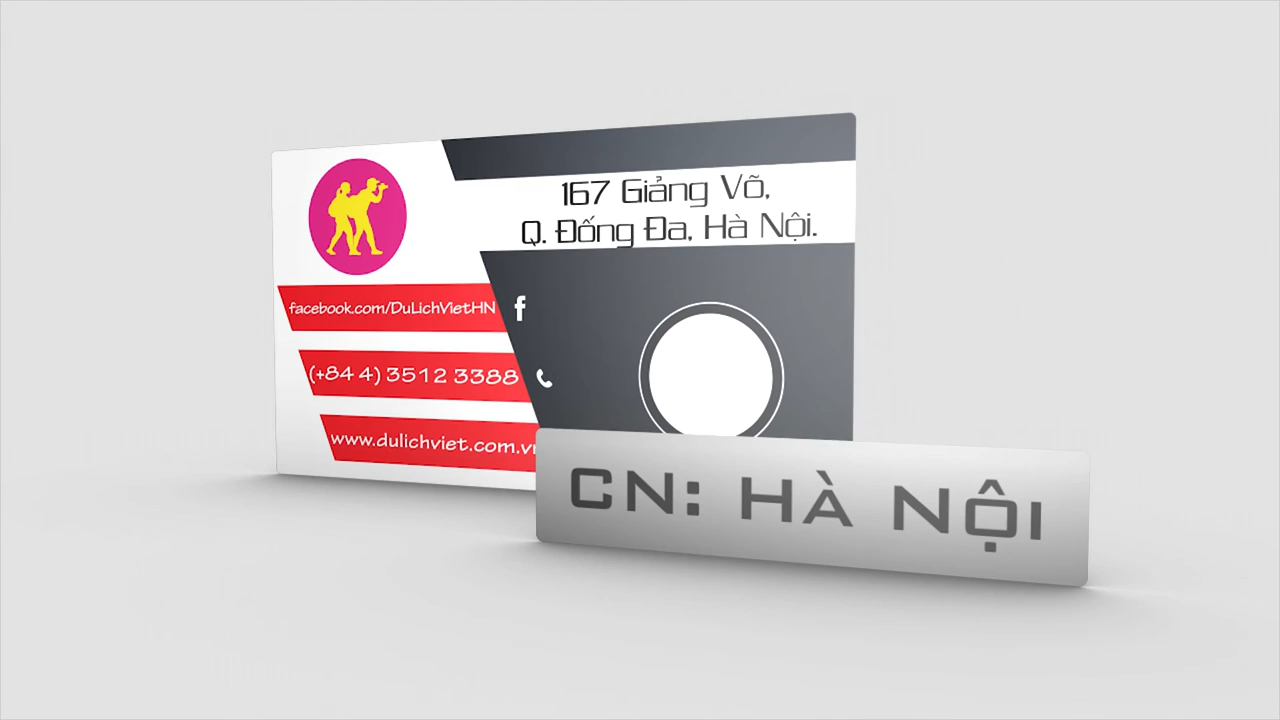 167 Giảng Võ,
Q. Đống Đa, Hà Nội.
facebook.com/DuLichVietHN
(+84 4) 3512 3388
www.dulichviet.com.vn
CN: HÀ NỘI